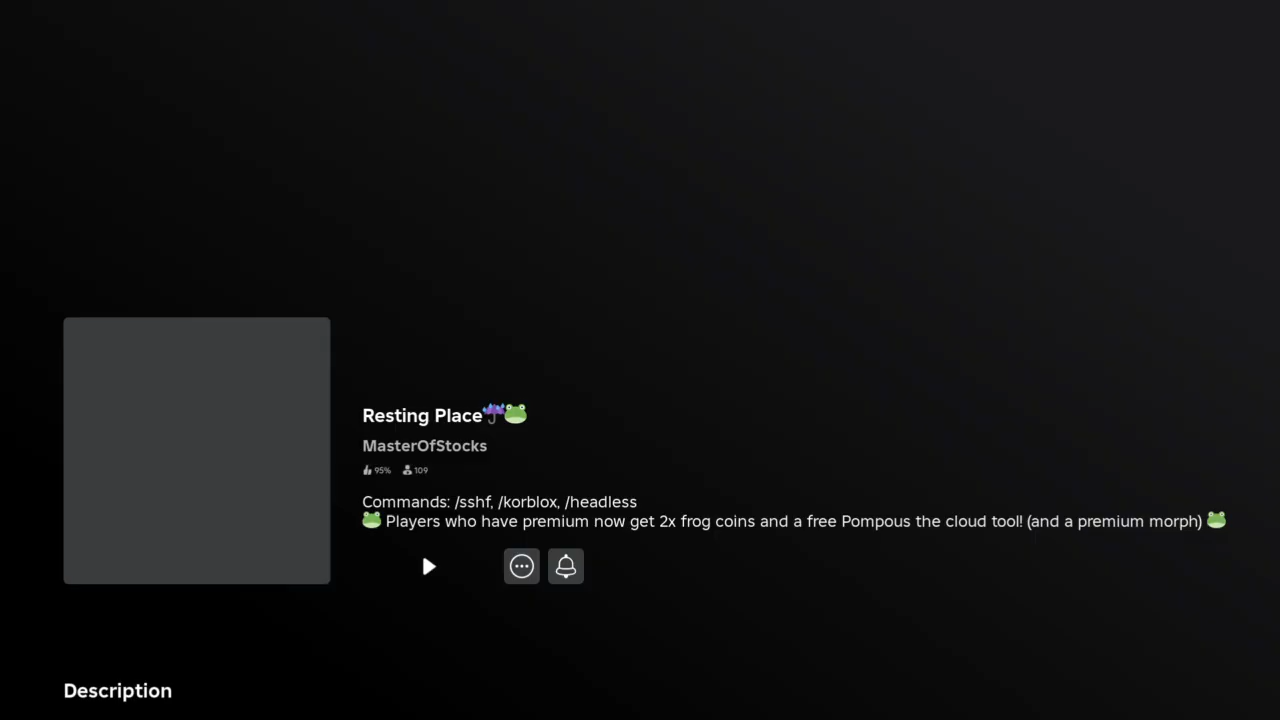 Resting Place☔🐸
MasterOfStocks
95% 109
Commands: /sshf, /korblox, /headless
🐸 Players who have premium now get 2x frog coins and a free Pompous the cloud tool! (and a premium morph) 🐸
Description